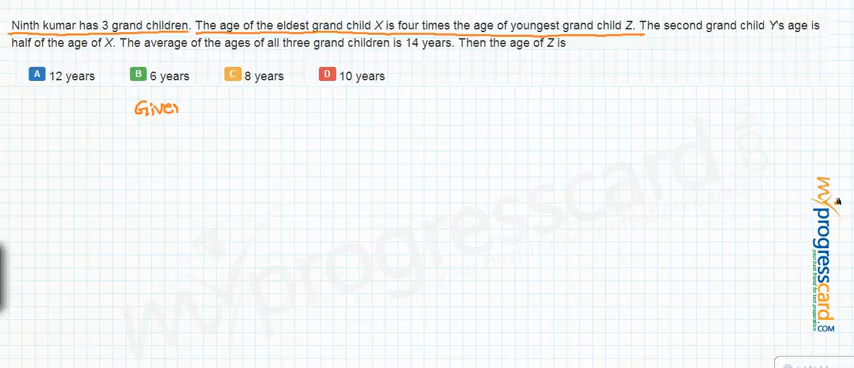 Ninth kumar has 3 grand children. The age of the eldest grand child X is four times the age of youngest grand child Z. The second grand child Y's age is
half of the age of X. The average of the ages of all three grand children is 14 years. Then the age of Z is
A 12 years B 6 years C 8 years D 10 years
Given
myprogresscard
.COM
myprogresscard.COM